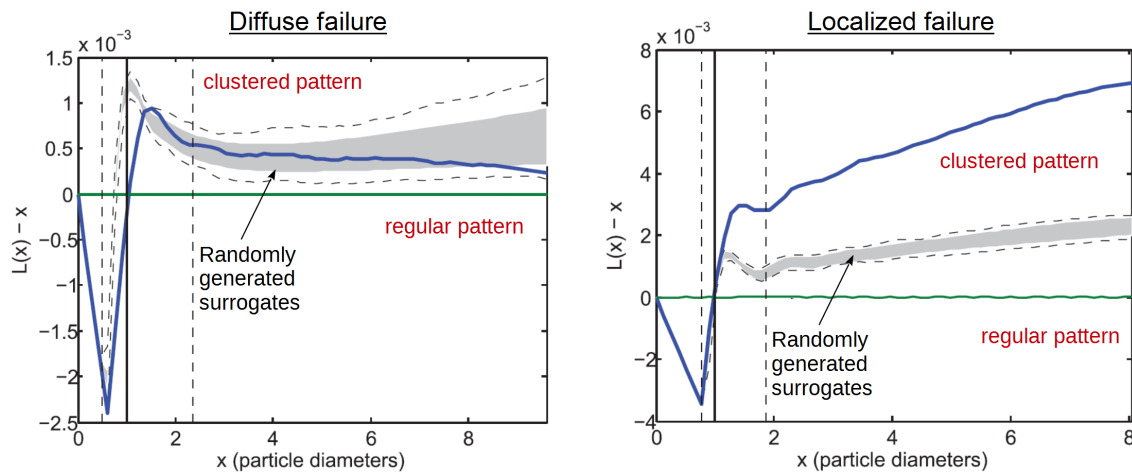 Diffuse failure
x 10⁻³
1.5
1
0.5
0
−0.5
−1
−1.5
−2
−2.5
L(x) − x
clustered pattern
regular pattern
Randomly
generated
surrogates
0
2
4
6
8
x (particle diameters)
Localized failure
x 10⁻³
8
6
4
2
0
−2
−4
L(x) − x
clustered pattern
regular pattern
Randomly
generated
surrogates
0
2
4
6
8
x (particle diameters)